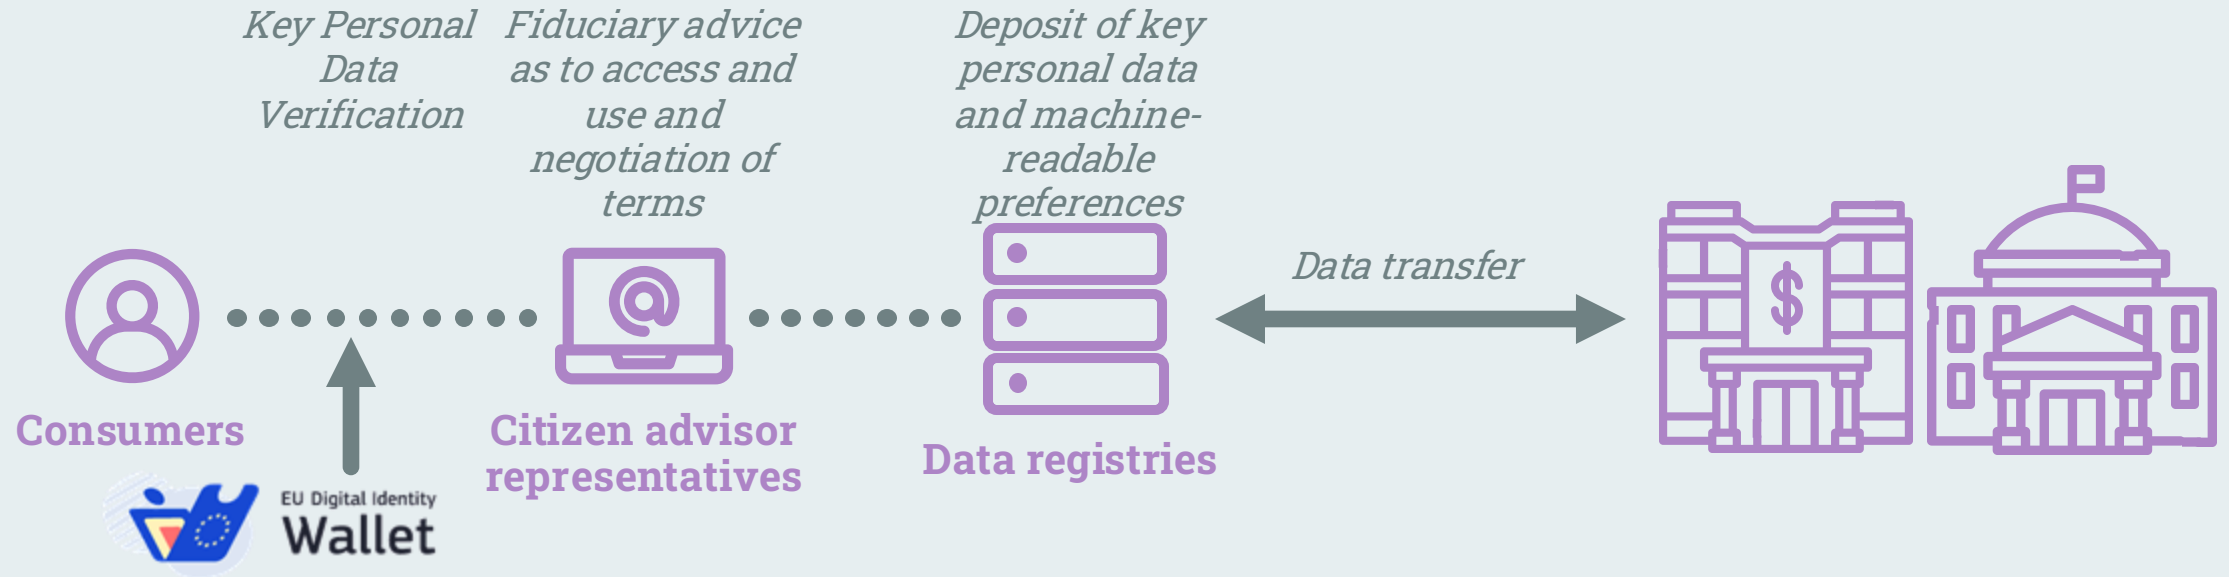 Key Personal
Data
Verification
Fiduciary advice
as to access and
use and
negotiation of
terms
Deposit of key
personal data
and machine-
readable
preferences
Data transfer
$
@
Consumers
Citizen advisor
representatives
Data registries
EU Digital Identity
Wallet